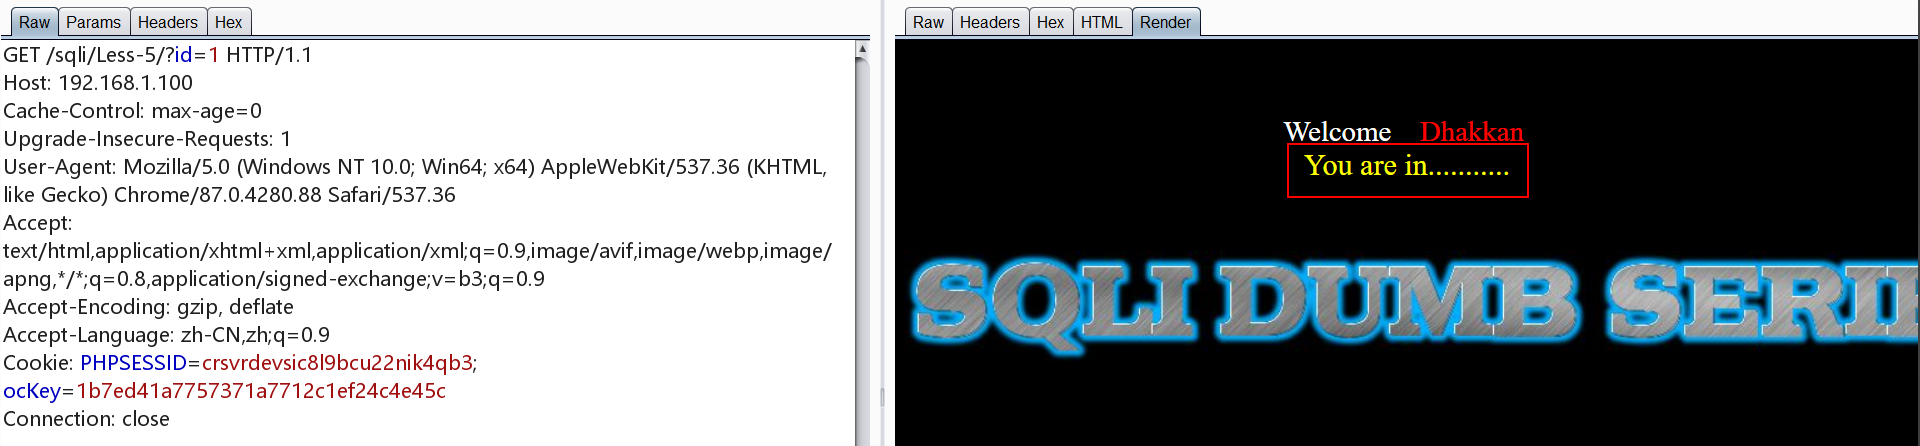 Raw Params Headers Hex
GET /sqli/Less-5/?id=1 HTTP/1.1
Host: 192.168.1.100
Cache-Control: max-age=0
Upgrade-Insecure-Requests: 1
User-Agent: Mozilla/5.0 (Windows NT 10.0; Win64; x64) AppleWebKit/537.36 (KHTML,
like Gecko) Chrome/87.0.4280.88 Safari/537.36
Accept:
text/html,application/xhtml+xml,application/xml;q=0.9,image/avif,image/webp,image/
apng,*/*;q=0.8,application/signed-exchange;v=b3;q=0.9
Accept-Encoding: gzip, deflate
Accept-Language: zh-CN,zh;q=0.9
Cookie: PHPSESSID=crsvrdevsic8l9bcu22nik4qb3;
ocKey=1b7ed41a7757371a7712c1ef24c4e45c
Connection: close
Raw Headers Hex HTML Render
Welcome Dhakkan
You are in...........
SQLI DUMB SERIE